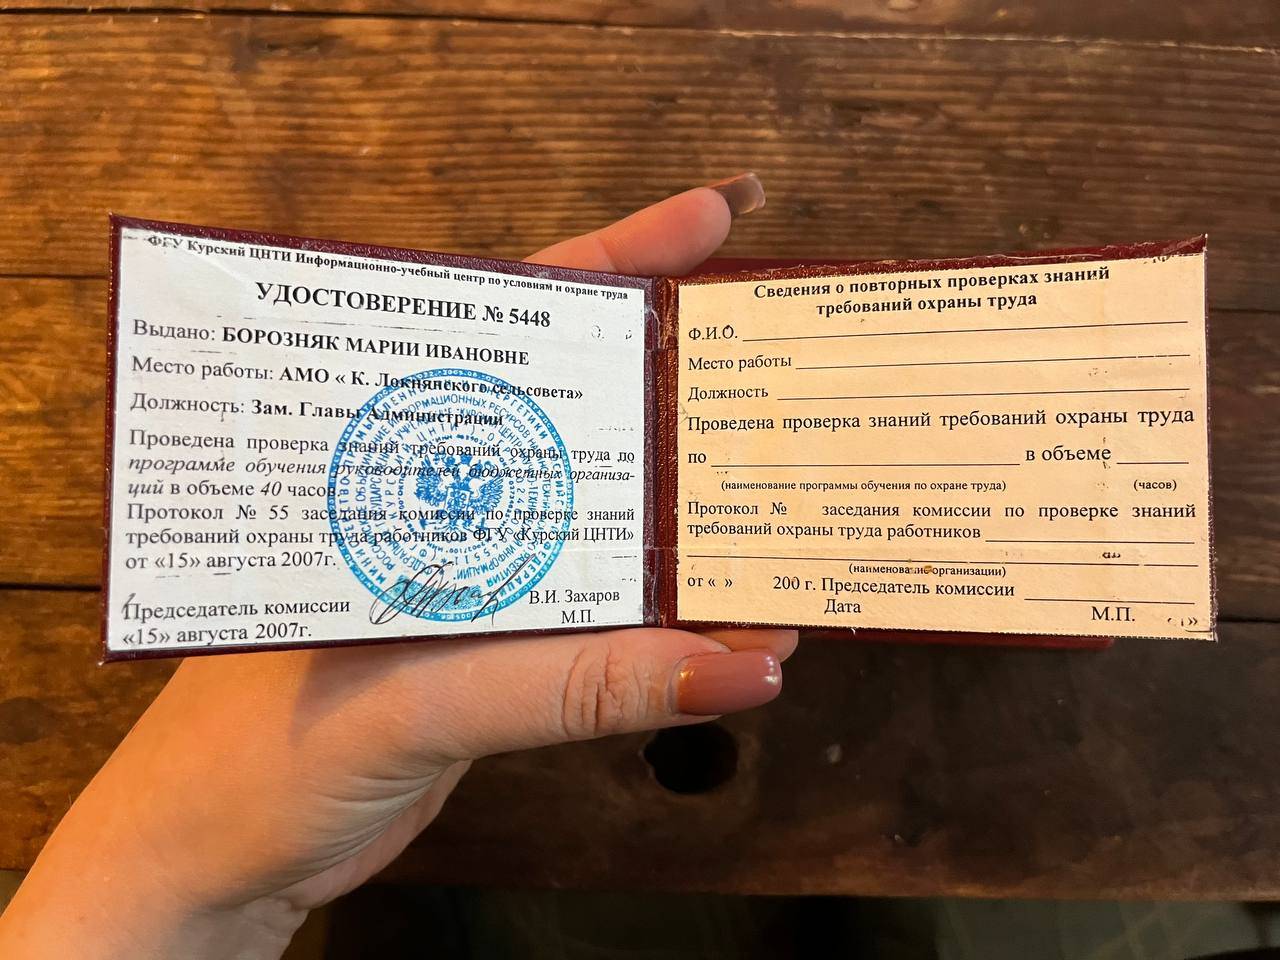 ФГУ Курский ЦНТИ Информационно-учебный центр по условиям и охране труда
УДОСТОВЕРЕНИЕ № 5448
Выдано: БОРОЗНЯК МАРИИ ИВАНОВНЕ
Место работы: АМО « К. Локнянского сельсовета»
Должность: Зам. Главы Администрации
Проведена проверка знаний требований охраны труда по
программе обучения руководителей бюджетных организа-
ций в объеме 40 часов.
Протокол № 55 заседания комиссии по проверке знаний
требований охраны труда работников ФГУ «Курский ЦНТИ»
от «15» августа 2007г.
Председатель комиссии
В.И. Захаров
«15» августа 2007г.
М.П.
Сведения о повторных проверках знаний
требований охраны труда
Ф.И.О.
Место работы
Должность
Проведена проверка знаний требований охраны труда
по в объеме
(наименование программы обучения по охране труда) (часов)
Протокол № заседания комиссии по проверке знаний
требований охраны труда работников
(наименование организации)
от « » 200 г. Председатель комиссии
Дата М.П.